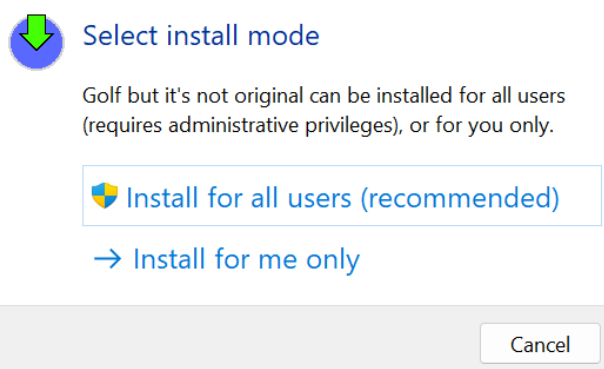 Select install mode
Golf but it's not original can be installed for all users
(requires administrative privileges), or for you only.
Install for all users (recommended)
Install for me only
Cancel